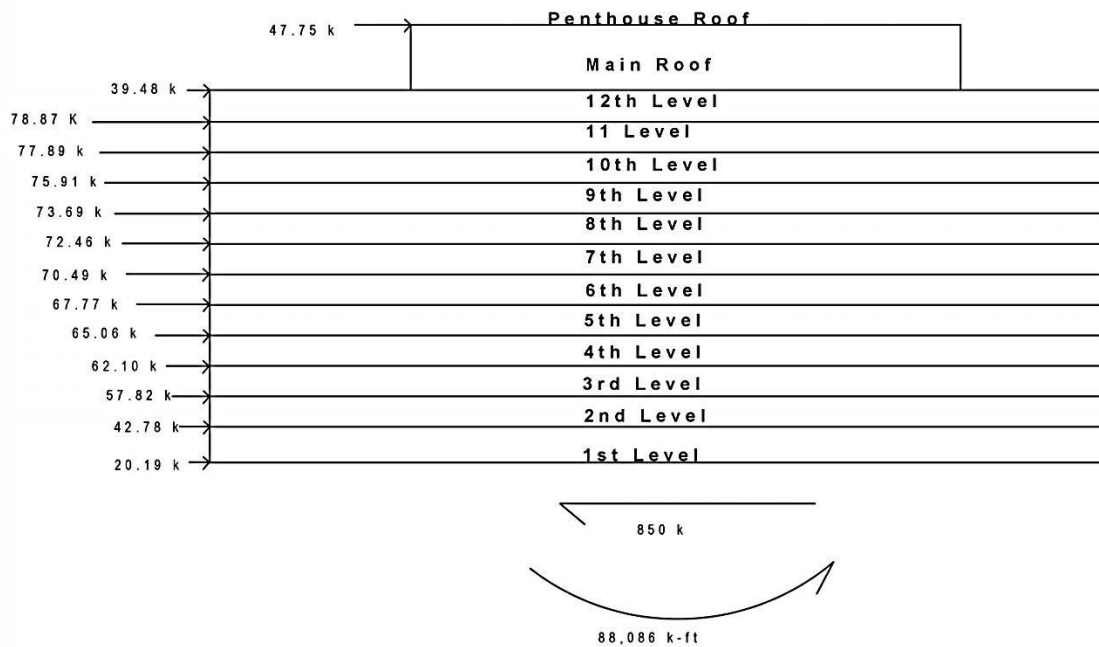 Penthouse Roof
47.75 k
Main Roof
39.48 k
12th Level
78.87 K
11 Level
77.89 k
10th Level
75.91 k
9th Level
73.69 k
8th Level
72.46 k
7th Level
70.49 k
6th Level
67.77 k
5th Level
65.06 k
4th Level
62.10 k
3rd Level
57.82 k
2nd Level
42.78 k
1st Level
20.19 k
850 k
88,086 k-ft